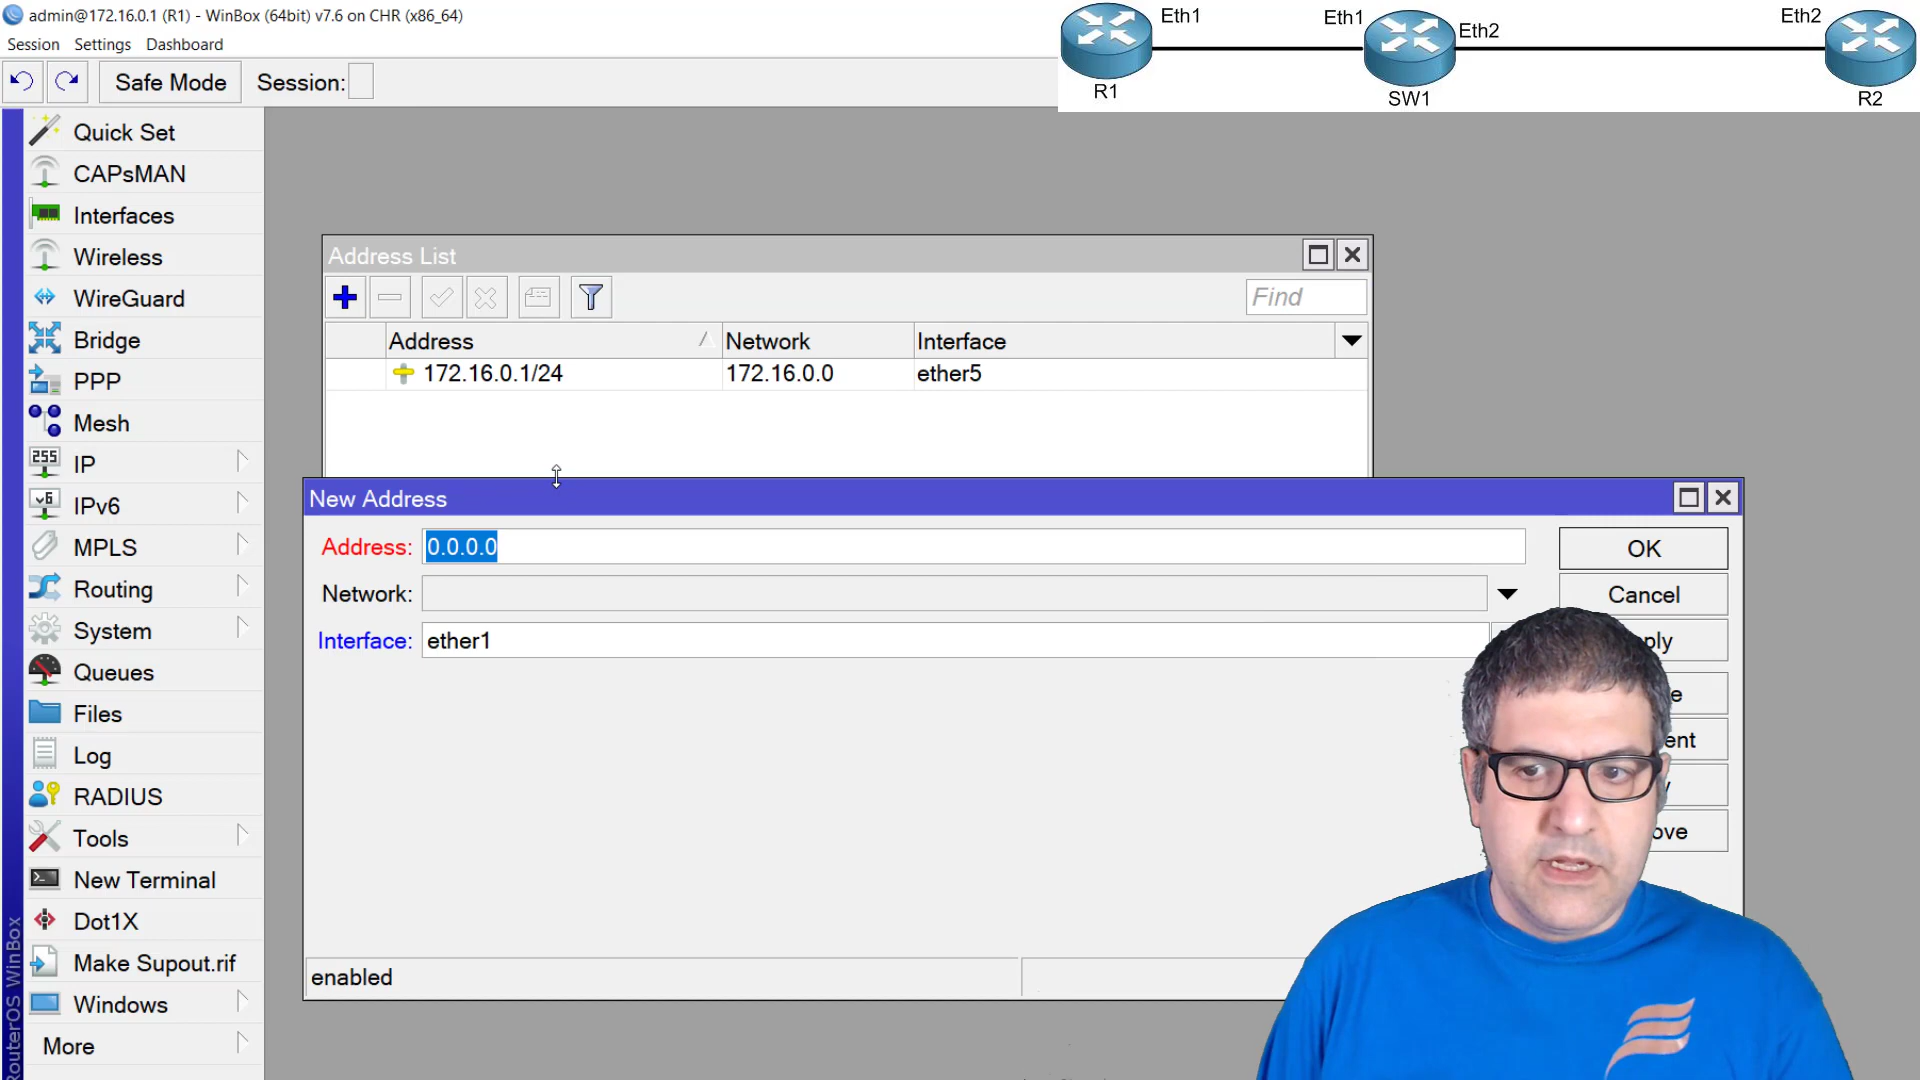 admin@172.16.0.1 (R1) - WinBox (64bit) v7.6 on CHR (x86_64)
Session Settings Dashboard
Safe Mode Session:
Eth1 Eth1 Eth2 Eth2
R1 SW1 R2
Quick Set
CAPsMAN
Interfaces
Wireless
WireGuard
Bridge
PPP
Mesh
255 IP
v6 IPv6
MPLS
Routing
System
Queues
Files
Log
RADIUS
Tools
New Terminal
Dot1X
Make Supout.rif
Windows
More
RouterOS WinBox
Address List
Find
Address Network Interface
172.16.0.1/24 172.16.0.0 ether5
New Address
Address: 0.0.0.0
Network:
Interface: ether1
OK
Cancel
enabled